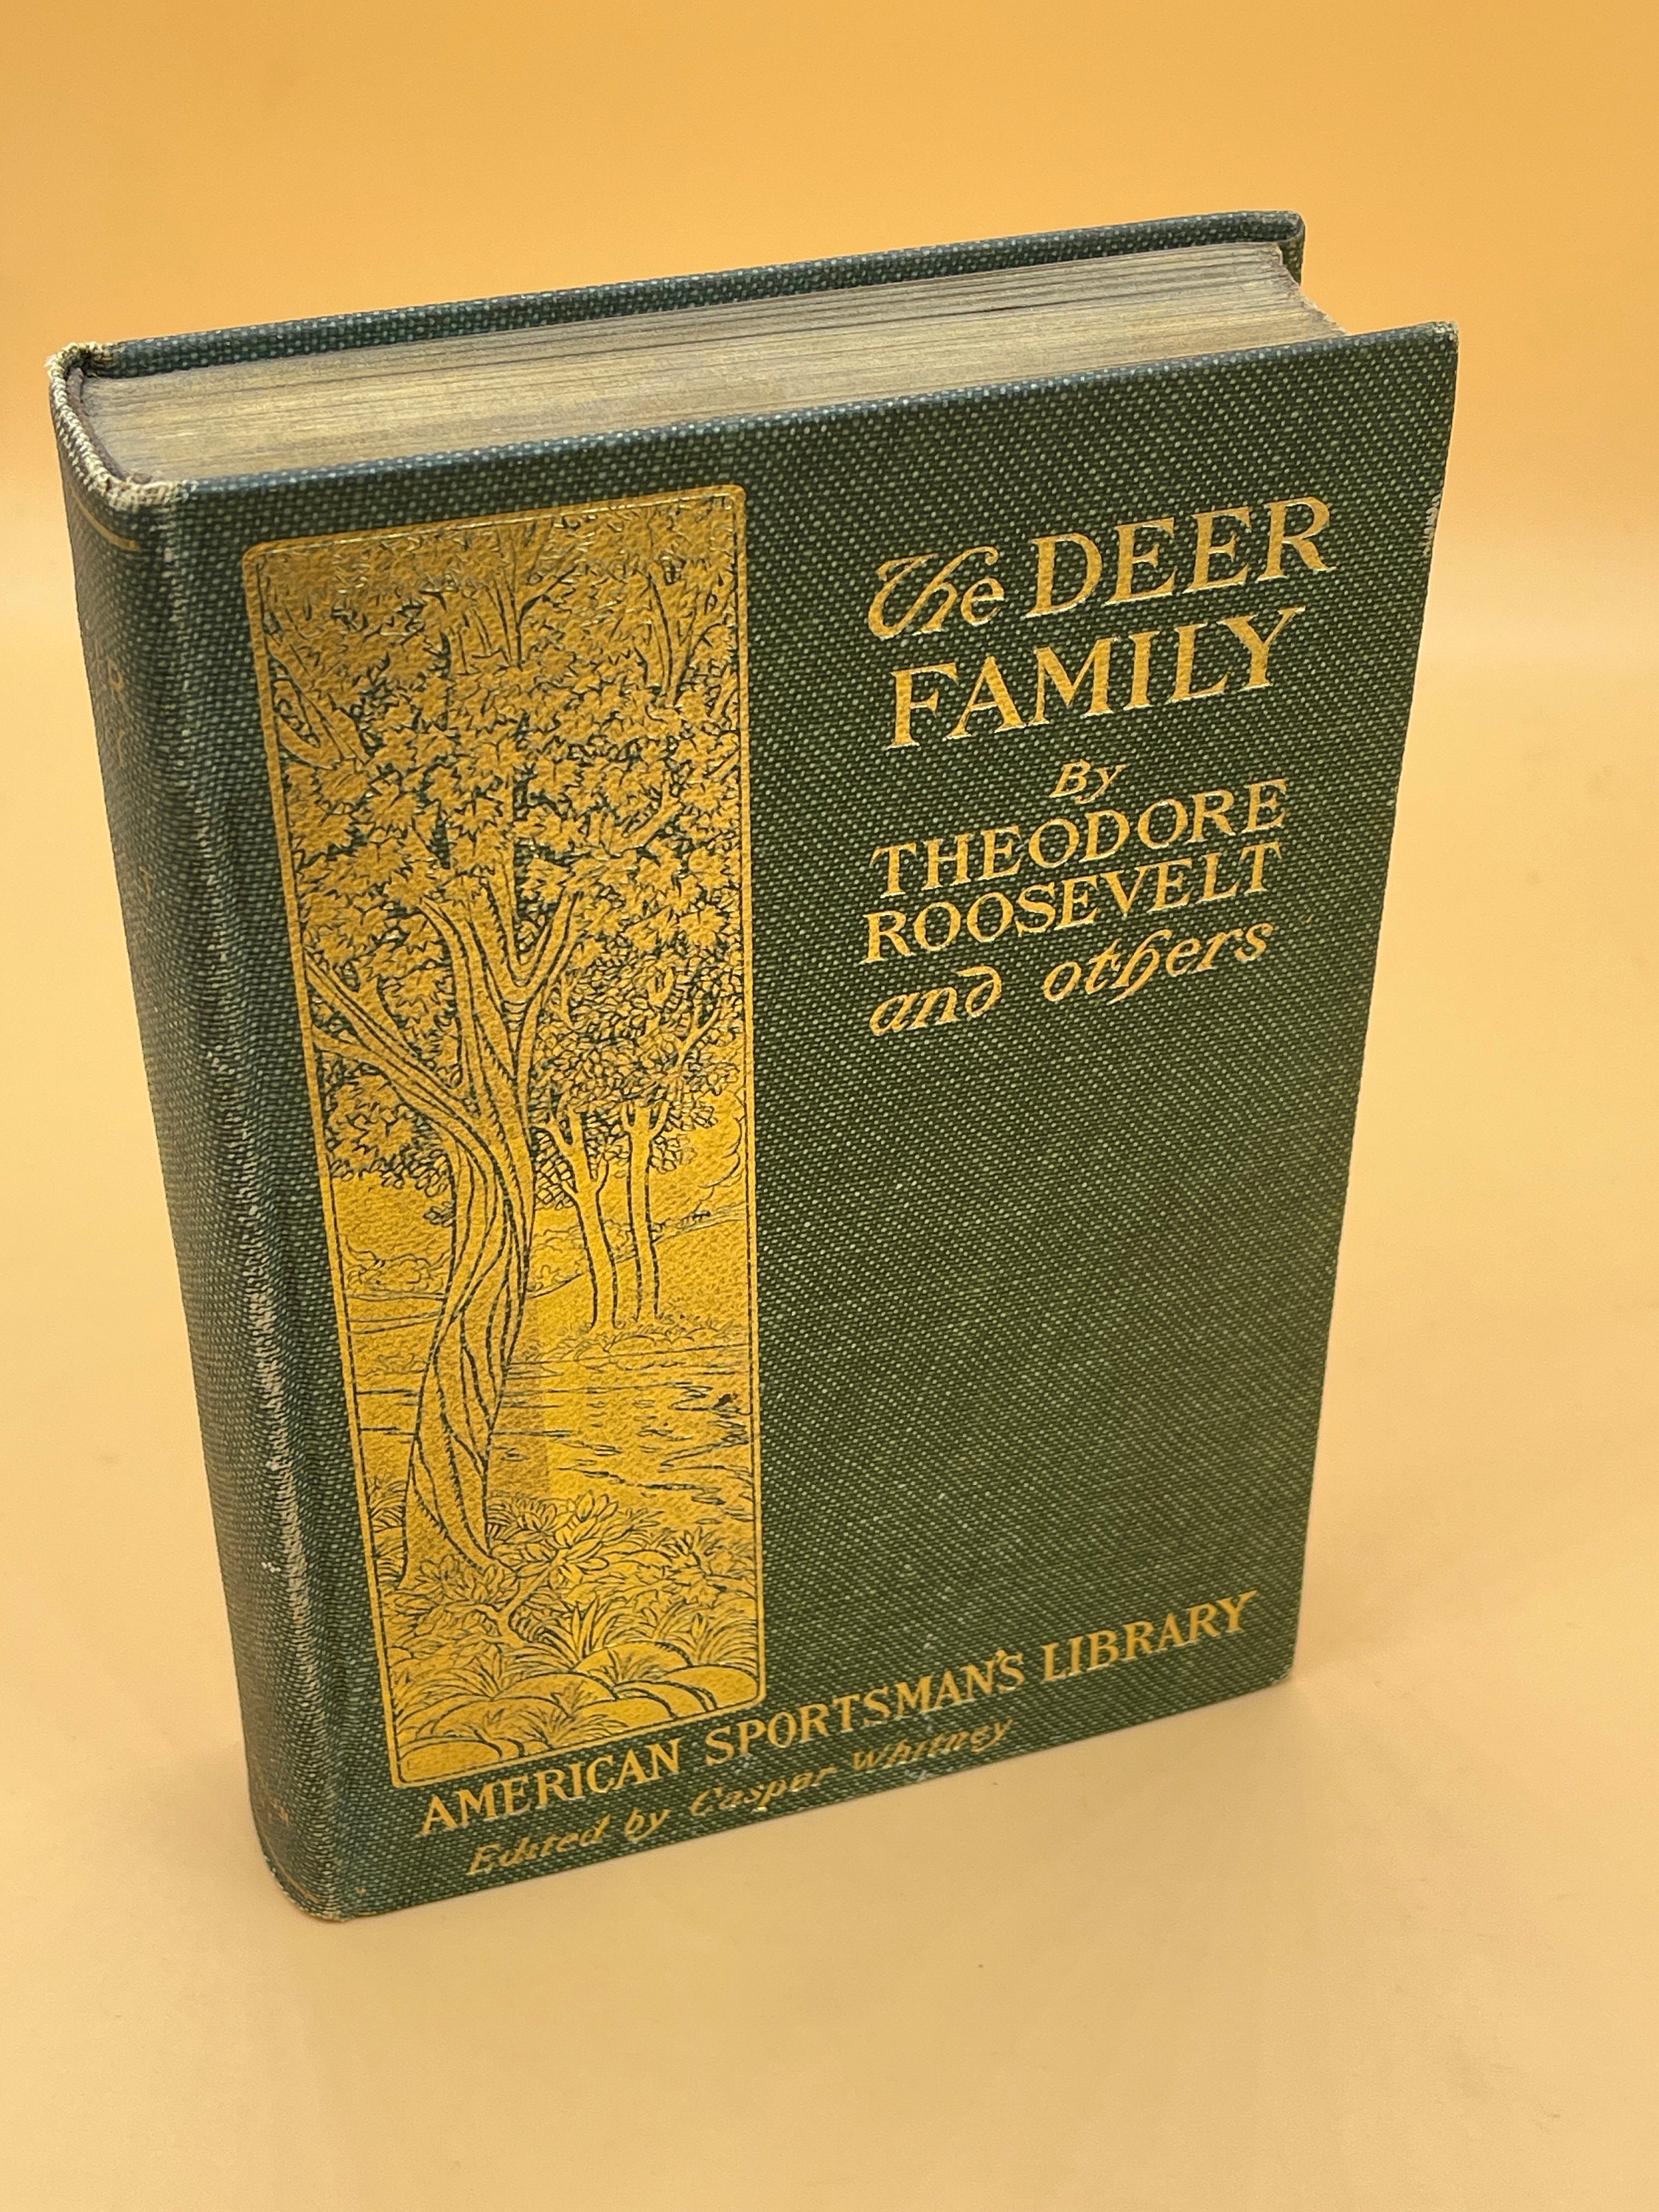 The DEER
FAMILY
By
THEODORE
ROOSEVELT
and others
AMERICAN SPORTSMAN'S LIBRARY
Edited by Caspar Whitney